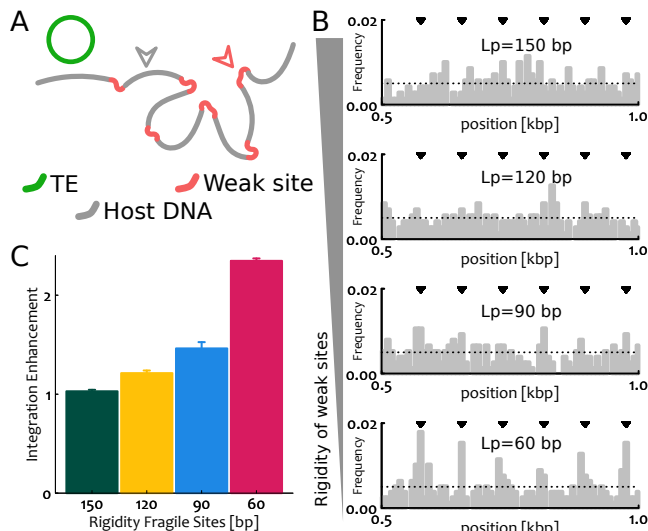 A
TE
Weak site
Host DNA
B
Rigidity of weak sites
0.02
Frequency
0.00
Lp=150 bp
0.5
1.0
position [kbp]
0.02
Frequency
0.00
Lp=120 bp
0.5
1.0
position [kbp]
0.02
Frequency
0.00
Lp=90 bp
0.5
1.0
position [kbp]
0.02
Frequency
0.00
Lp=60 bp
0.5
1.0
position [kbp]
C
Integration Enhancement
2
1
0
150 120 90 60
Rigidity Fragile Sites [bp]